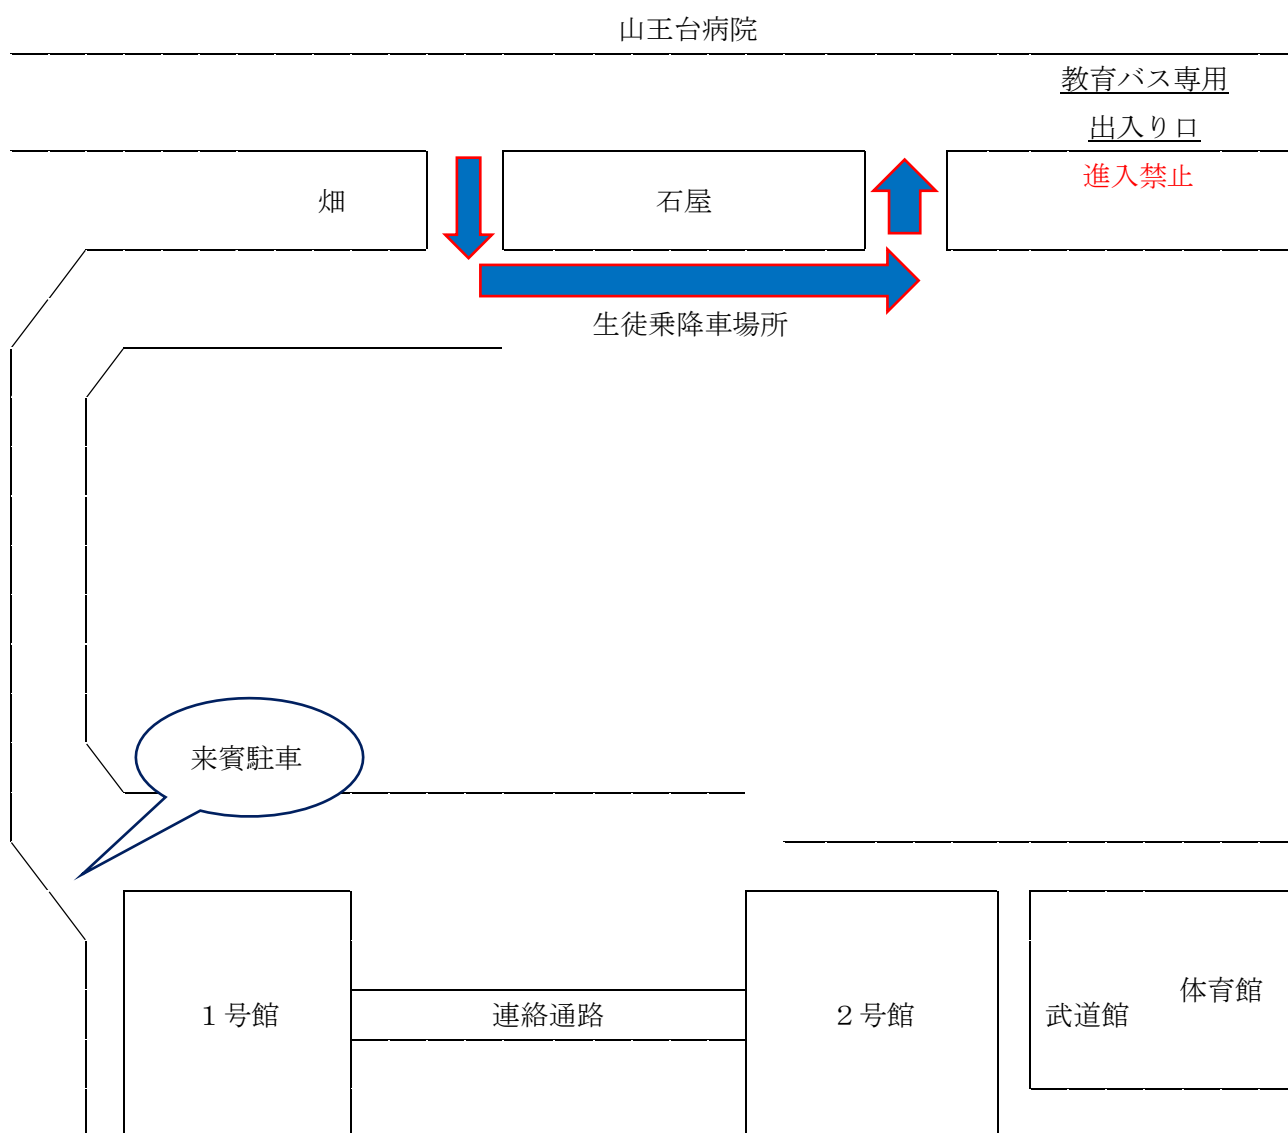 山王台病院
教育バス専用
出入り口
進入禁止
畑
石屋
生徒乗降車場所
来賓駐車
１号館
連絡通路
２号館
武道館
体育館